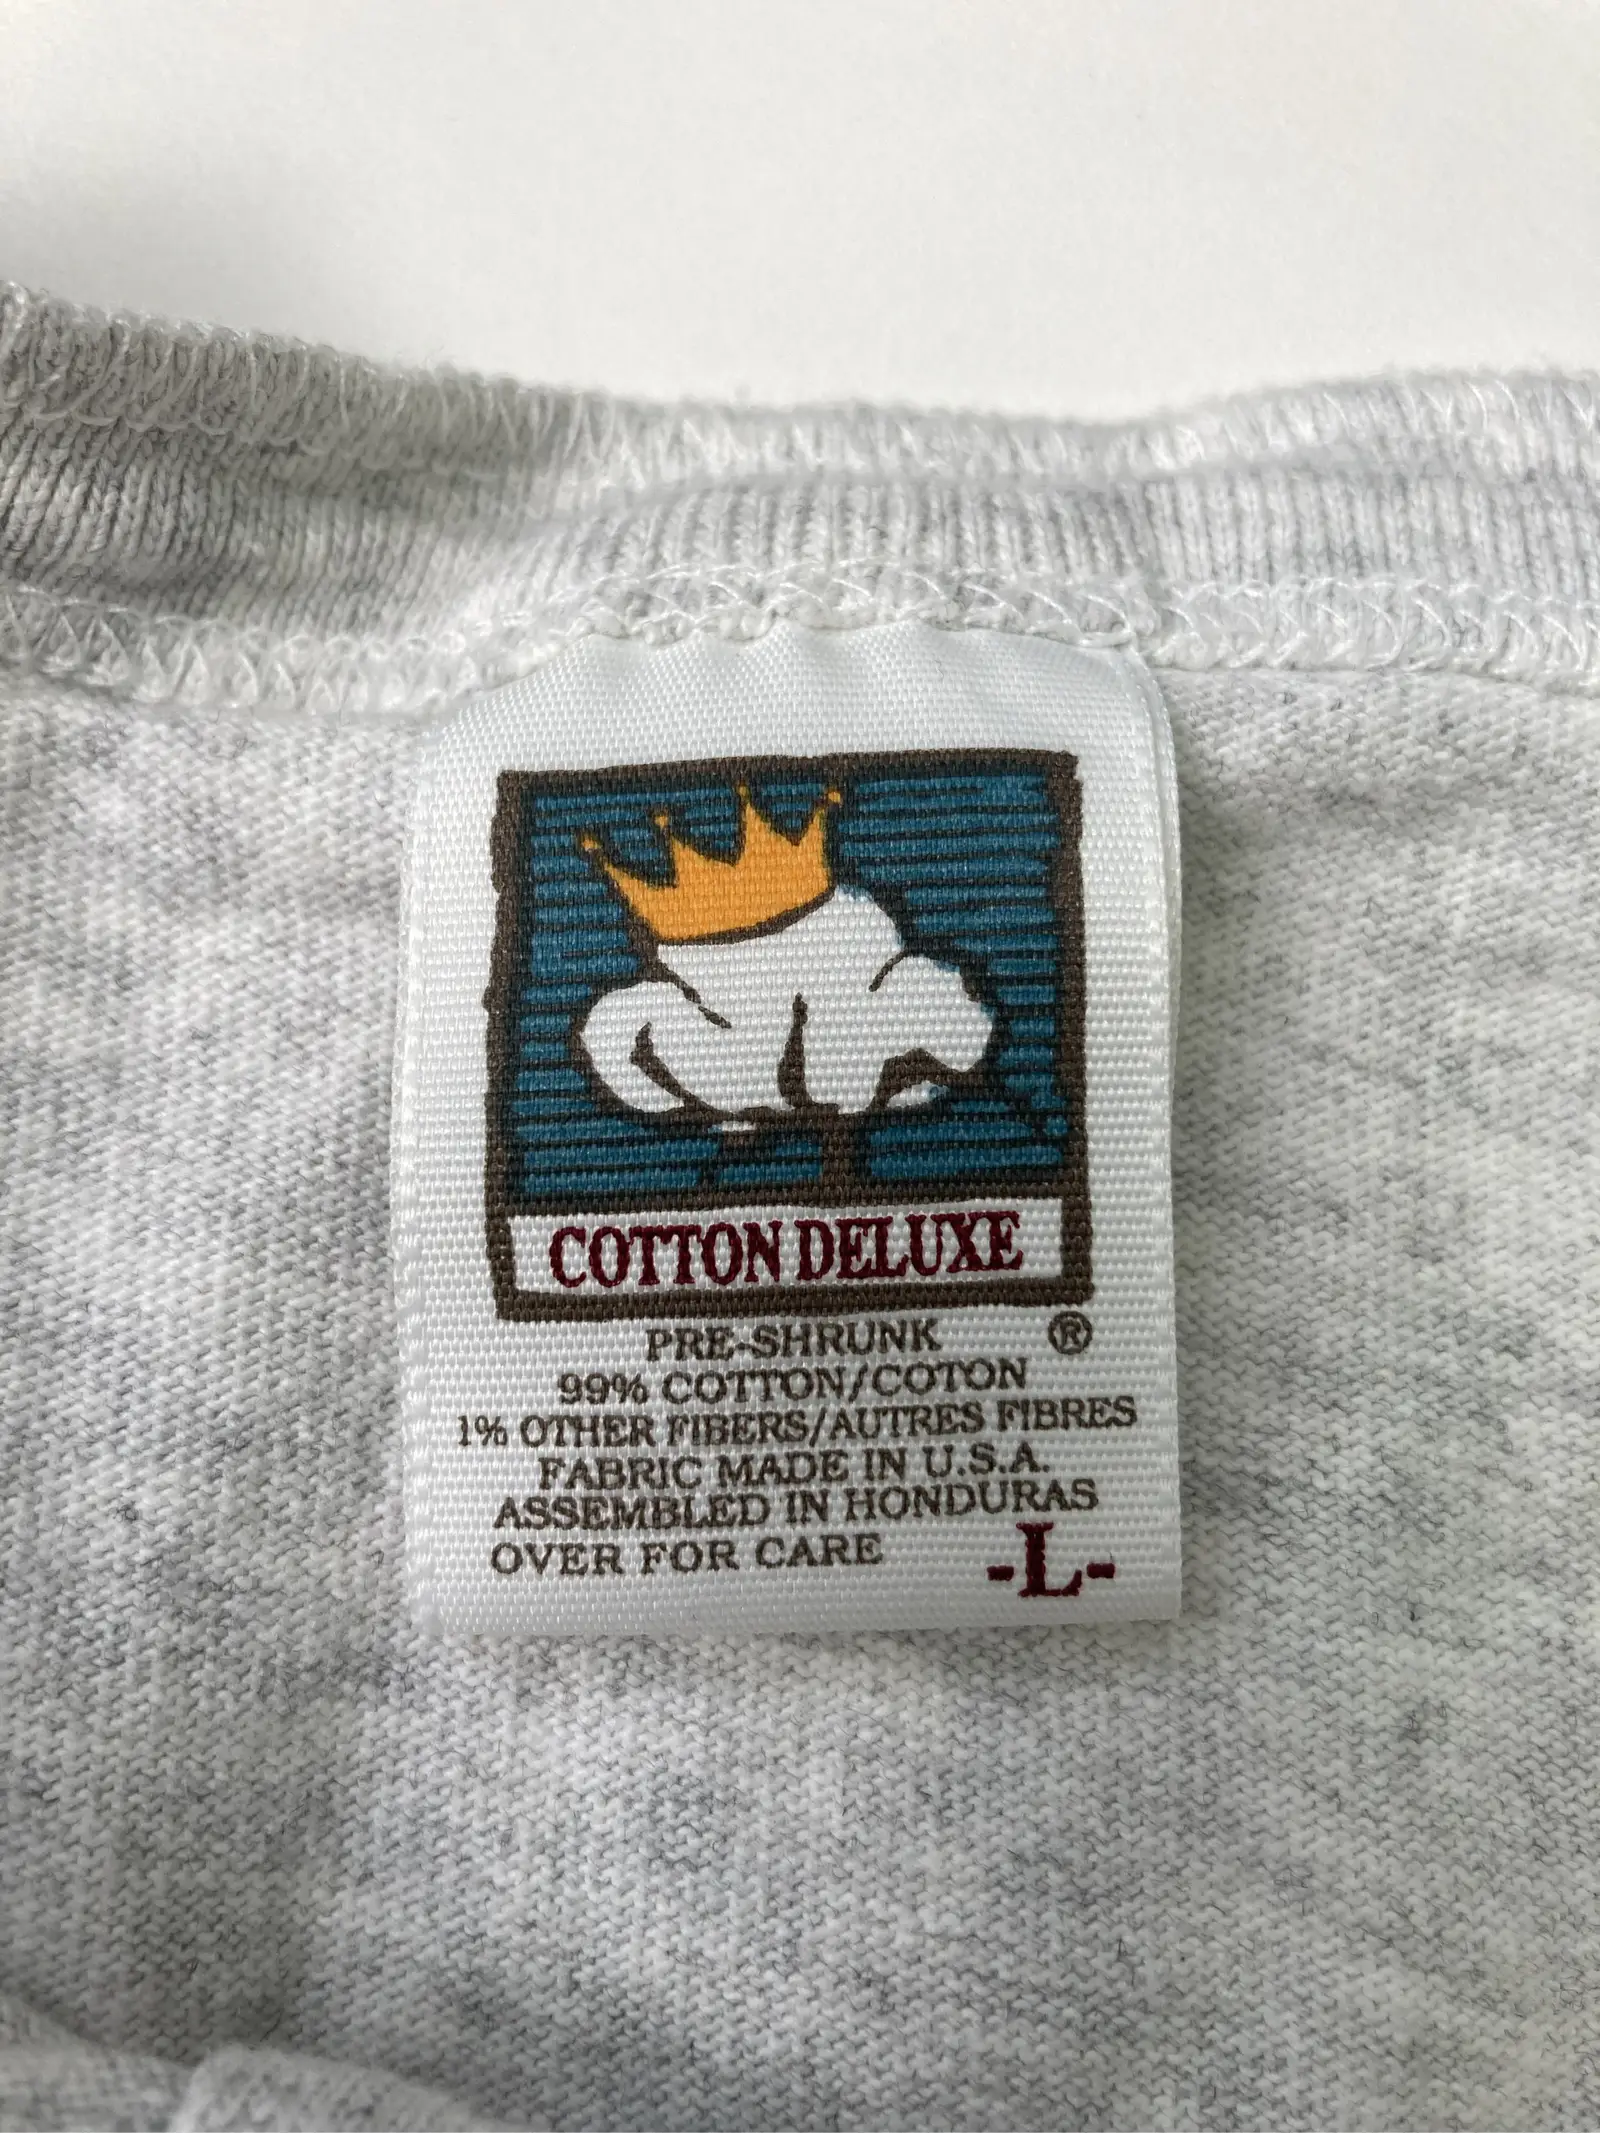 COTTON DELUXE
PRE-SHRUNK ®
99% COTTON/COTON
1% OTHER FIBERS/AUTRES FIBRES
FABRIC MADE IN U.S.A.
ASSEMBLED IN HONDURAS
OVER FOR CARE -L-